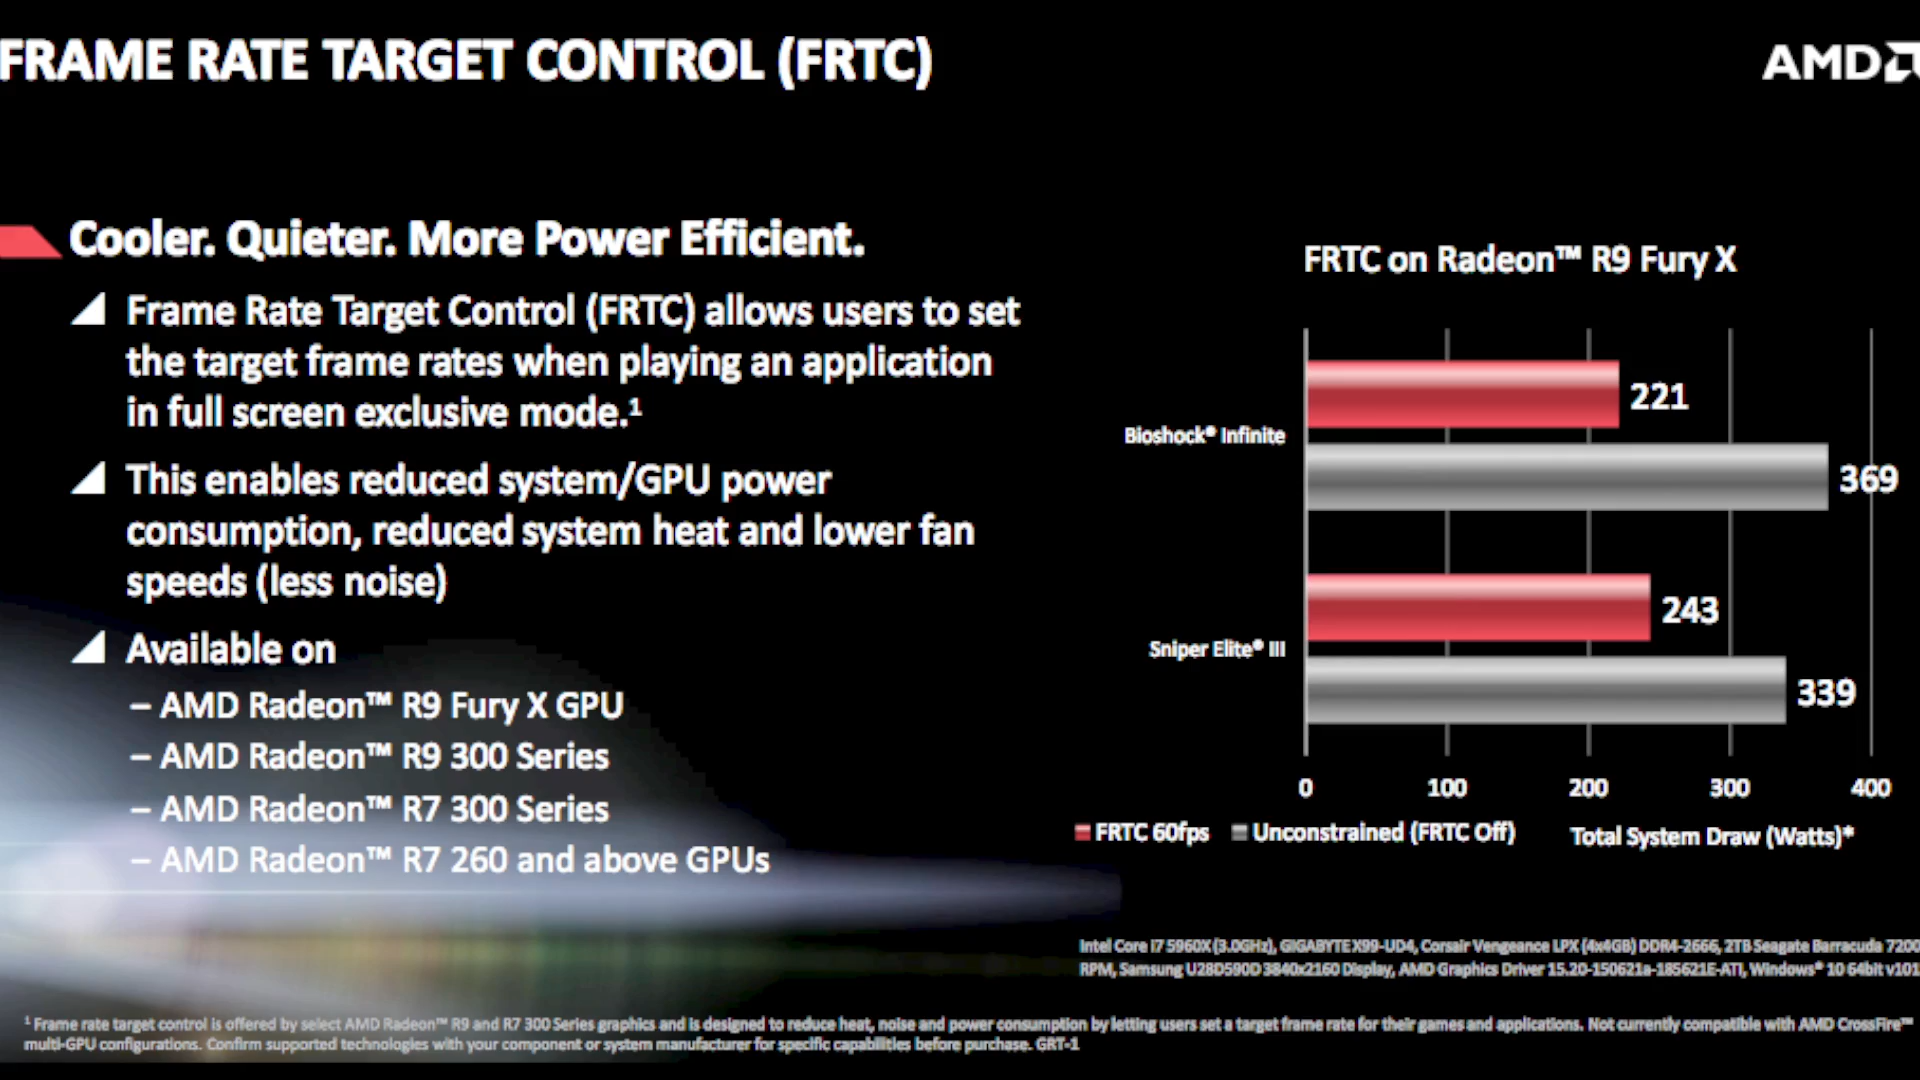 FRAME RATE TARGET CONTROL (FRTC)
AMD
Cooler. Quieter. More Power Efficient.
Frame Rate Target Control (FRTC) allows users to set
the target frame rates when playing an application
in full screen exclusive mode.¹
This enables reduced system/GPU power
consumption, reduced system heat and lower fan
speeds (less noise)
Available on
– AMD Radeon™ R9 Fury X GPU
– AMD Radeon™ R9 300 Series
– AMD Radeon™ R7 300 Series
– AMD Radeon™ R7 260 and above GPUs
FRTC on Radeon™ R9 Fury X
221
Bioshock® Infinite
369
243
Sniper Elite® III
339
0 100 200 300 400
FRTC 60fps Unconstrained (FRTC Off) Total System Draw (Watts)*
Intel Core i7 5960X (3.0GHz), GIGABYTE X99-UD4, Corsair Vengeance LPX (4x4GB) DDR4-2666, 2TB Seagate Barracuda 7200
RPM, Samsung U28D590D 3840x2160 Display, AMD Graphics Driver 15.20-150621a-185621E-ATI, Windows® 10 64bit v101
¹ Frame rate target control is offered by select AMD Radeon™ R9 and R7 300 Series graphics and is designed to reduce heat, noise and power consumption by letting users set a target frame rate for their games and applications. Not currently compatible with AMD CrossFire™
multi-GPU configurations. Confirm supported technologies with your component or system manufacturer for specific capabilities before purchase. GRT-1